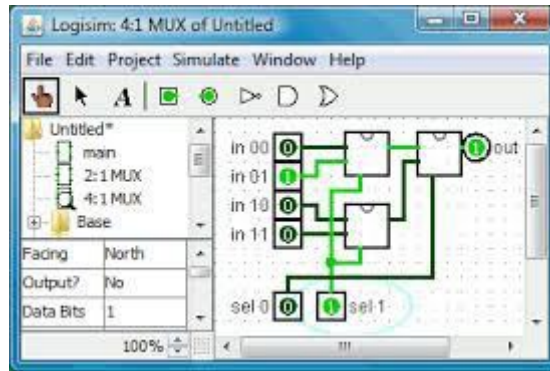 Logisim: 4:1 MUX of Untitled
File Edit Project Simulate Window Help
A
Untitled*
main
2:1 MUX
4:1 MUX
Base
Facing North
Output? No
Data Bits 1
100%
in 00 0
in 01 1
in 10 0
in 11 0
1 out
sel 0 0
1 sel 1